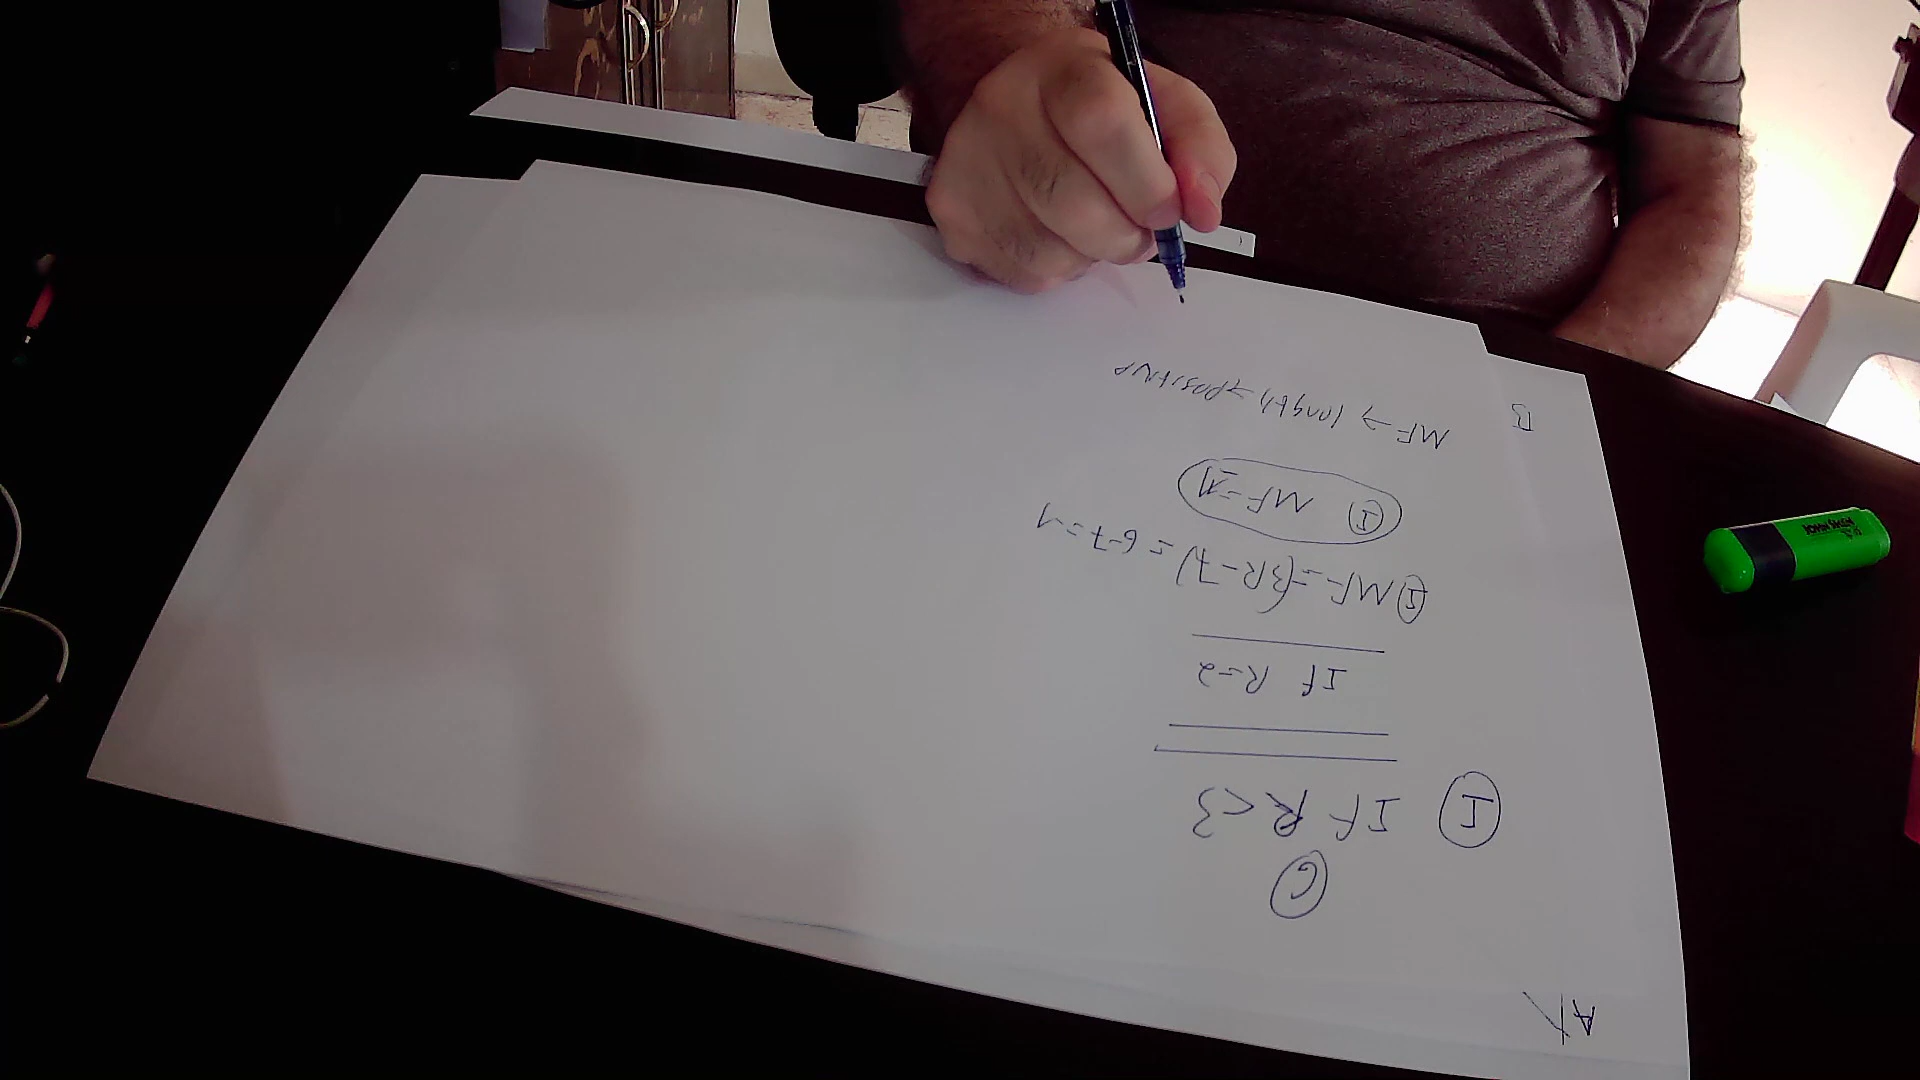 A
C
I If R<3
If R=2
I MF=(3R-7)=6-7=-1
I MF=-1
B MF→ length→positive